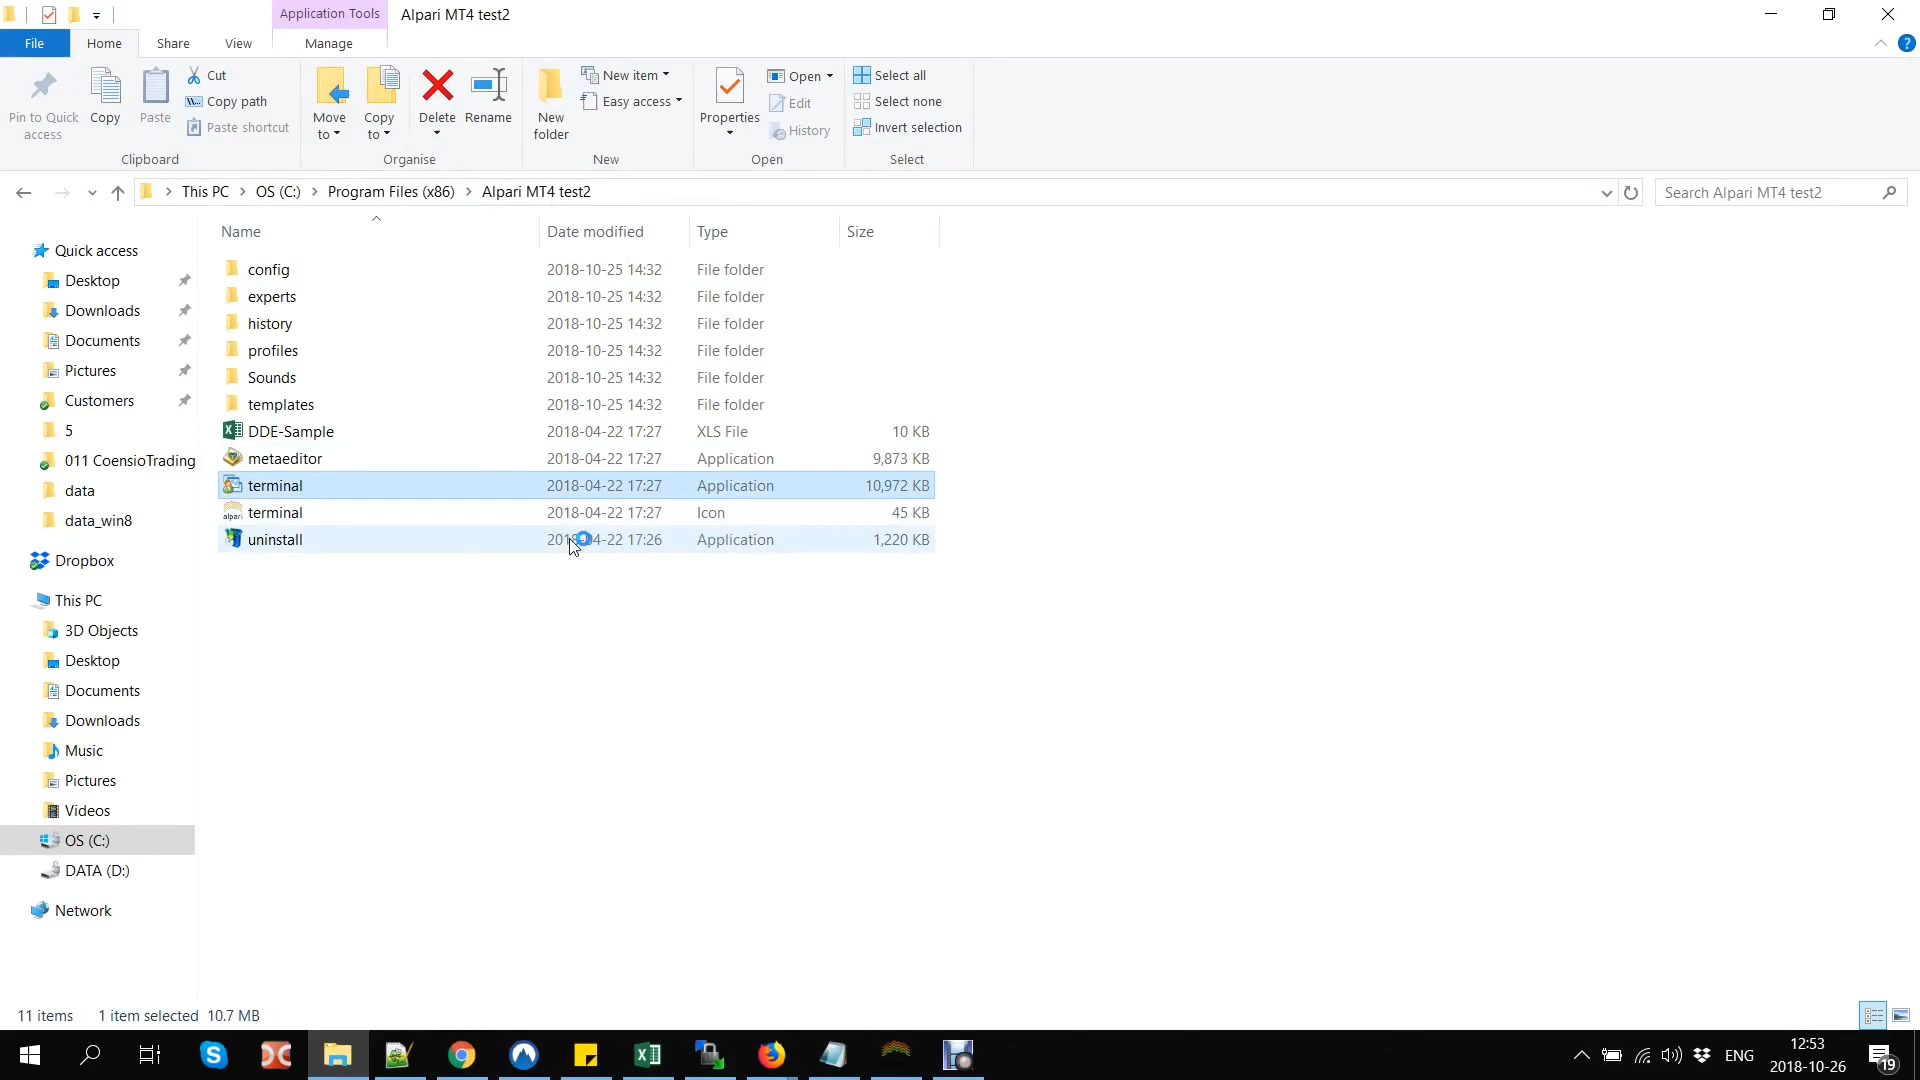 Application Tools
Alpari MT4 test2
File
Home
Share
View
Manage
Pin to Quick access
Copy
Paste
Cut
Copy path
Paste shortcut
Clipboard
Move to
Copy to
Delete
Rename
Organise
New folder
New item
Easy access
New
Properties
Open
Edit
History
Open
Select all
Select none
Invert selection
Select
This PC
OS (C:)
Program Files (x86)
Alpari MT4 test2
Search Alpari MT4 test2
Name Date modified Type Size
config 2018-10-25 14:32 File folder
experts 2018-10-25 14:32 File folder
history 2018-10-25 14:32 File folder
profiles 2018-10-25 14:32 File folder
Sounds 2018-10-25 14:32 File folder
templates 2018-10-25 14:32 File folder
DDE-Sample 2018-04-22 17:27 XLS File 10 KB
metaeditor 2018-04-22 17:27 Application 9,873 KB
terminal 2018-04-22 17:27 Application 10,972 KB
alpari terminal 2018-04-22 17:27 Icon 45 KB
uninstall 2018-04-22 17:26 Application 1,220 KB
Quick access
Desktop
Downloads
Documents
Pictures
Customers
5
011 CoensioTrading
data
data_win8
Dropbox
This PC
3D Objects
Desktop
Documents
Downloads
Music
Pictures
Videos
OS (C:)
DATA (D:)
Network
11 items 1 item selected 10.7 MB
ENG
12:53
2018-10-26
19